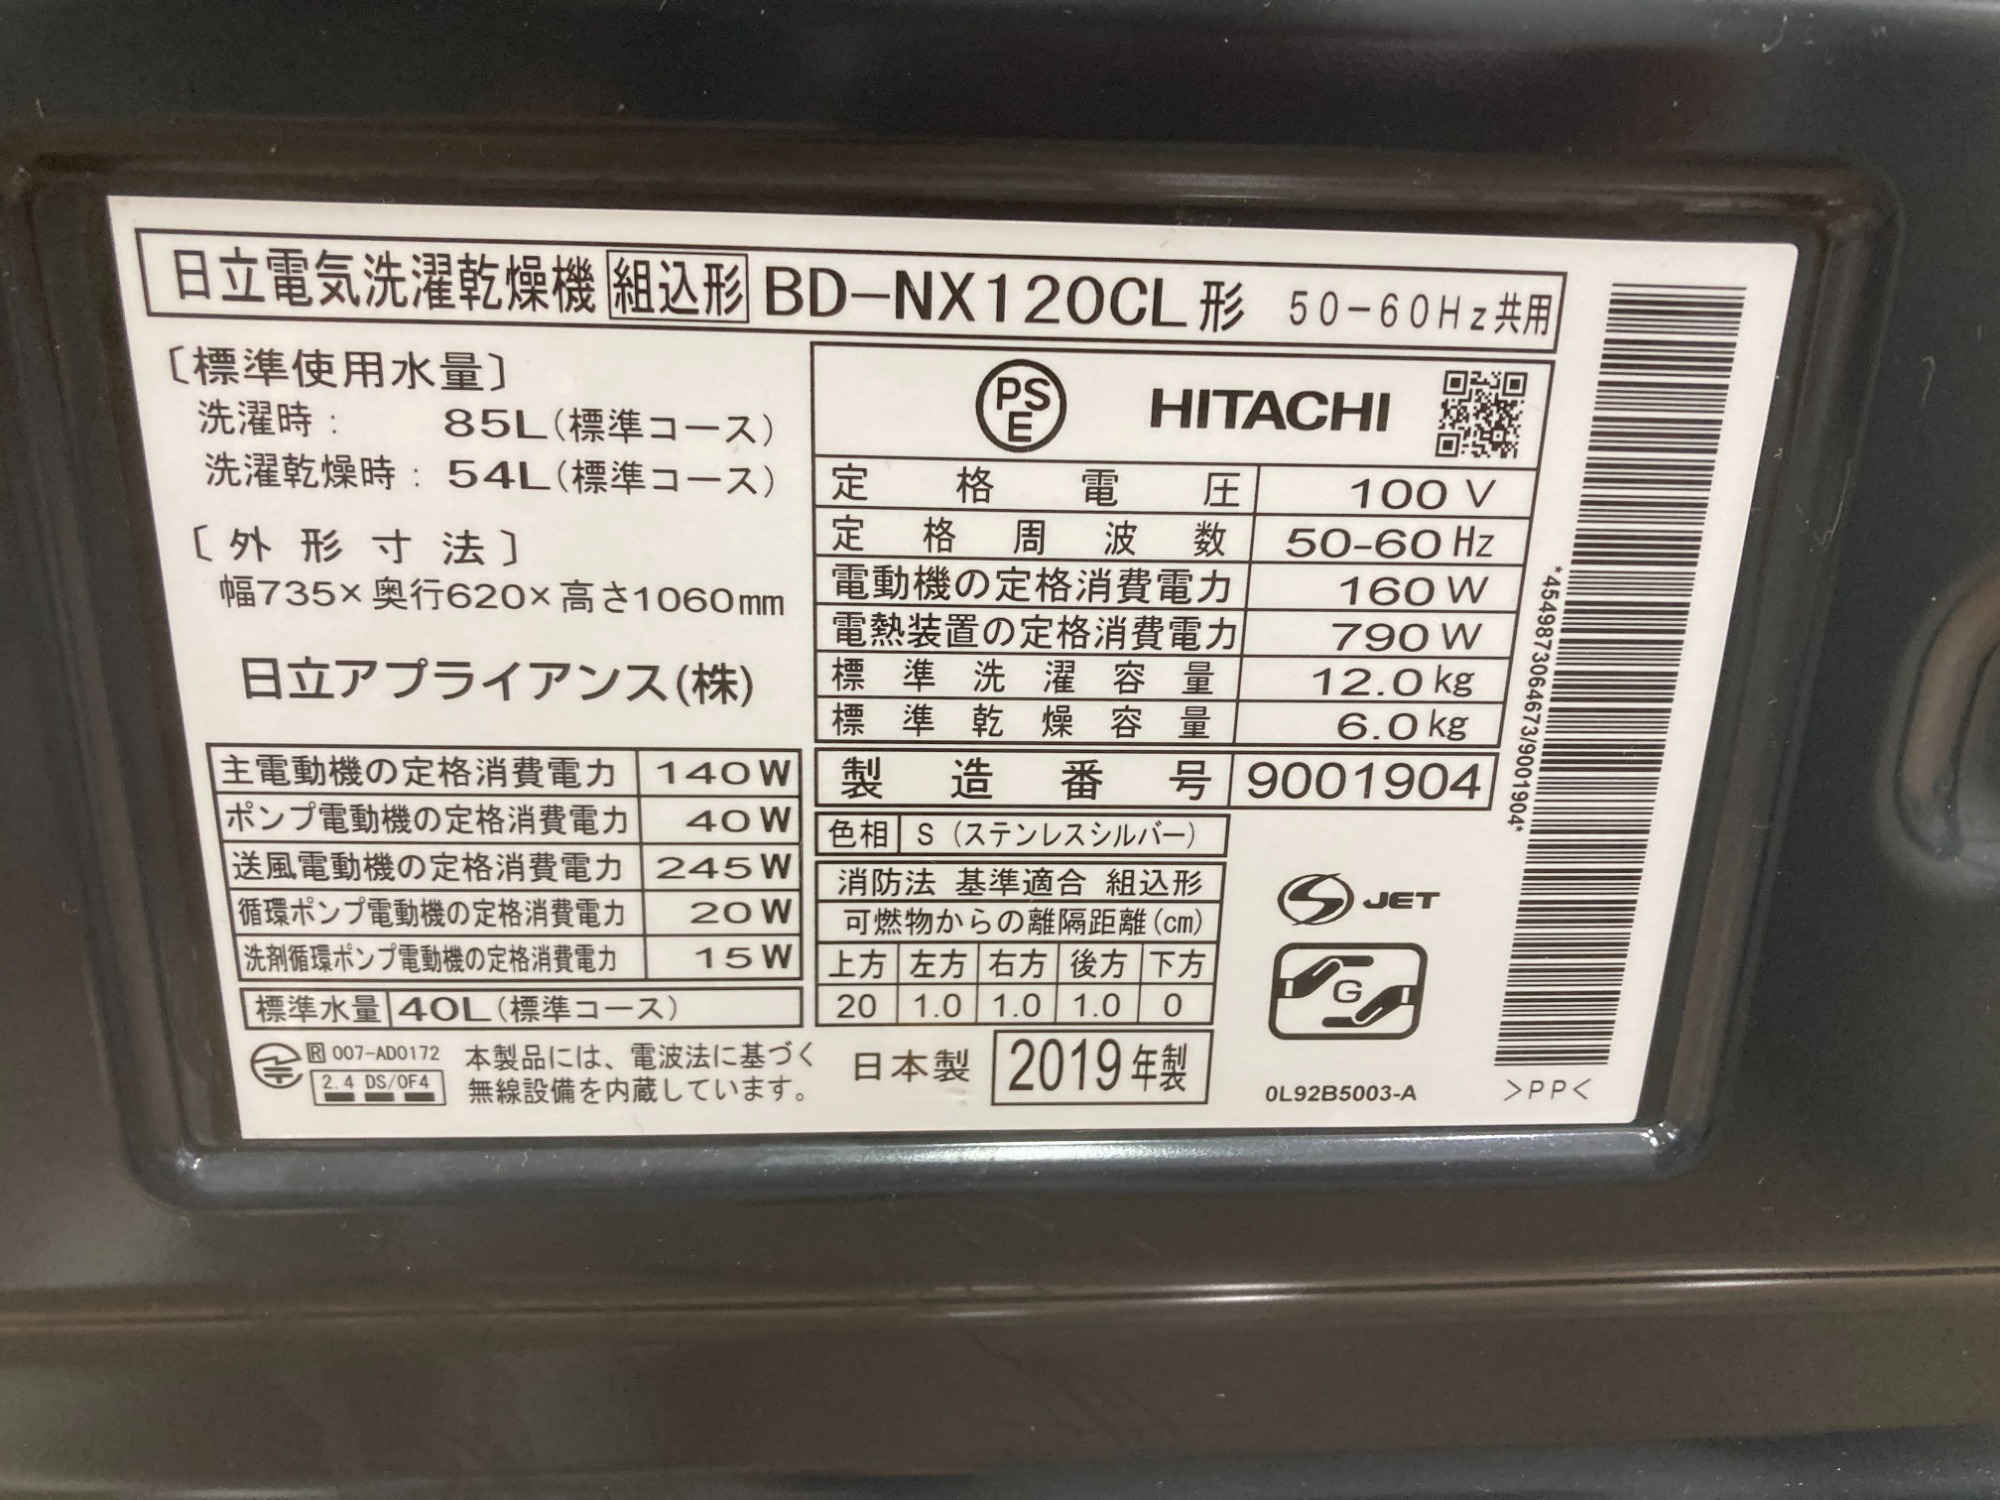 日立電気洗濯乾燥機 組込形 BD-NX120CL形 50-60Hz共用
〔標準使用水量〕
洗濯時: 85L(標準コース)
洗濯乾燥時: 54L(標準コース)
〔外形寸法〕
幅735×奥行620×高さ1060mm
日立アプライアンス(株)
主電動機の定格消費電力 140W
ポンプ電動機の定格消費電力 40W
送風電動機の定格消費電力 245W
循環ポンプ電動機の定格消費電力 20W
洗剤循環ポンプ電動機の定格消費電力 15W
標準水量 40L(標準コース)
R 007-AD0172
2.4 DS/OF4
本製品には、電波法に基づく
無線設備を内蔵しています。
PS
E
HITACHI
定格電圧 100V
定格周波数 50-60Hz
電動機の定格消費電力 160W
電熱装置の定格消費電力 790W
標準洗濯容量 12.0kg
標準乾燥容量 6.0kg
製造番号 9001904
色相 S (ステンレスシルバー)
消防法 基準適合 組込形
可燃物からの離隔距離(cm)
上方 左方 右方 後方 下方
20 1.0 1.0 1.0 0
日本製 2019年製
S JET
G
0L92B5003-A
*4549873064673/9001904*
>PP<